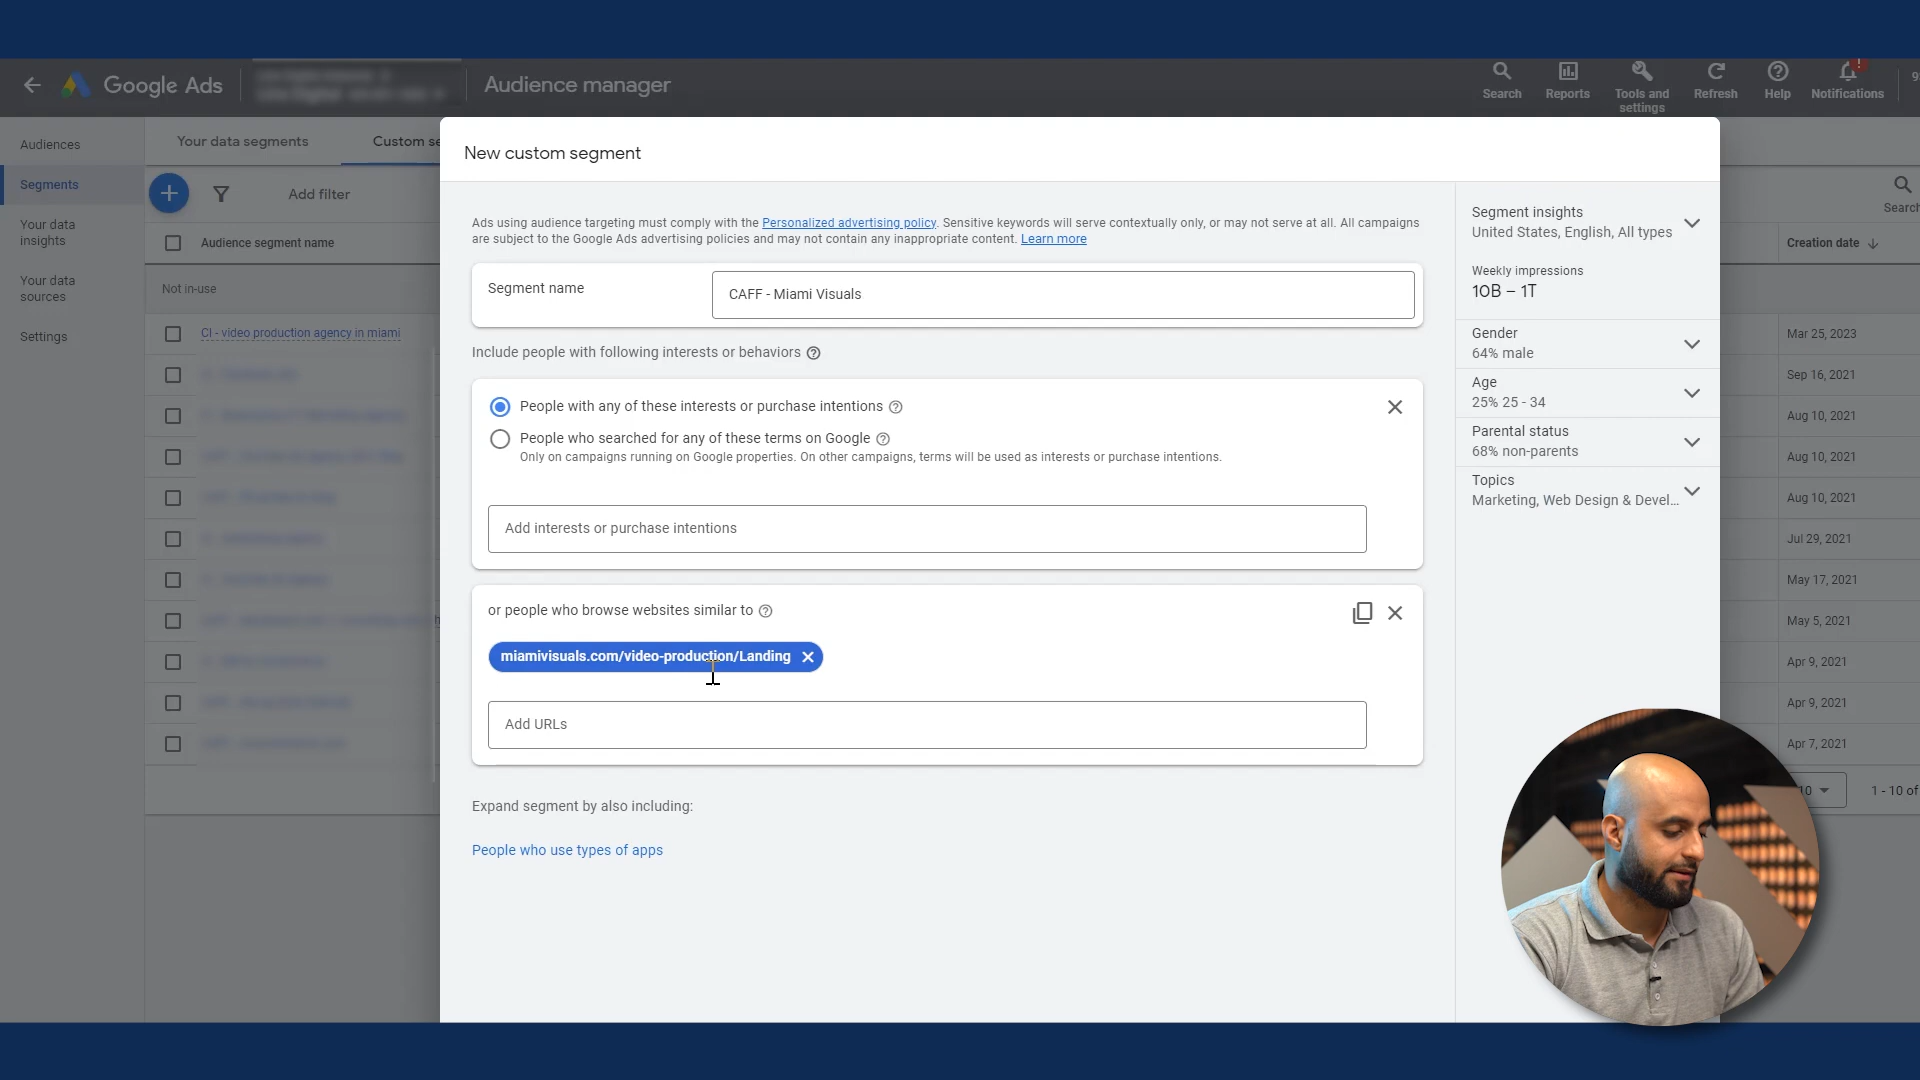 Google Ads
Audience manager
Search
Reports
Tools and
settings
Refresh
Help
!
Notifications
9
Audiences
Segments
Your data
insights
Your data
sources
Settings
Your data segments
Custom se
Add filter
Audience segment name
Not in-use
CI - video production agency in miami
New custom segment
Ads using audience targeting must comply with the Personalized advertising policy. Sensitive keywords will serve contextually only, or may not serve at all. All campaigns
are subject to the Google Ads advertising policies and may not contain any inappropriate content. Learn more
Segment name
CAFF - Miami Visuals
Include people with following interests or behaviors
People with any of these interests or purchase intentions
People who searched for any of these terms on Google
Only on campaigns running on Google properties. On other campaigns, terms will be used as interests or purchase intentions.
Add interests or purchase intentions
or people who browse websites similar to
miamivisuals.com/video-production/Landing
Add URLs
Expand segment by also including:
People who use types of apps
Segment insights
United States, English, All types
Weekly impressions
10B – 1T
Gender
64% male
Age
25% 25 - 34
Parental status
68% non-parents
Topics
Marketing, Web Design & Devel...
Search
Creation date
Mar 25, 2023
Sep 16, 2021
Aug 10, 2021
Aug 10, 2021
Aug 10, 2021
Jul 29, 2021
May 17, 2021
May 5, 2021
Apr 9, 2021
Apr 9, 2021
Apr 7, 2021
10
1 - 10 of